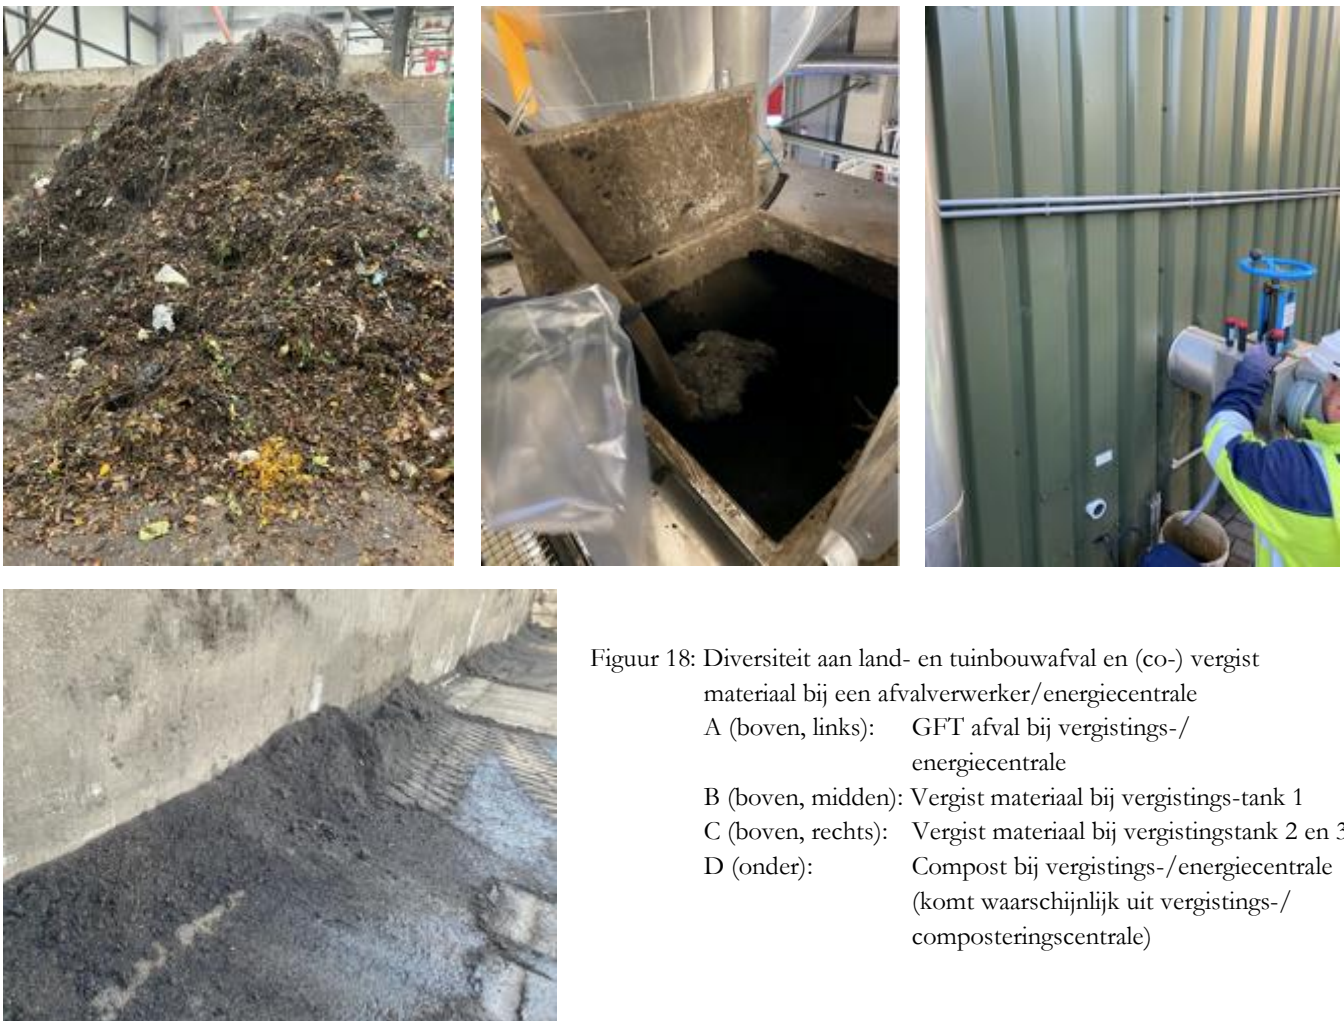 Figuur 18: Diversiteit aan land- en tuinbouwafval en (co-) vergist
materiaal bij een afvalverwerker/energiecentrale
A (boven, links): GFT afval bij vergistings-/
energiecentrale
B (boven, midden): Vergist materiaal bij vergistings-tank 1
C (boven, rechts): Vergist materiaal bij vergistingstank 2 en 3
D (onder): Compost bij vergistings-/energiecentrale
(komt waarschijnlijk uit vergistings-/
composteringscentrale)